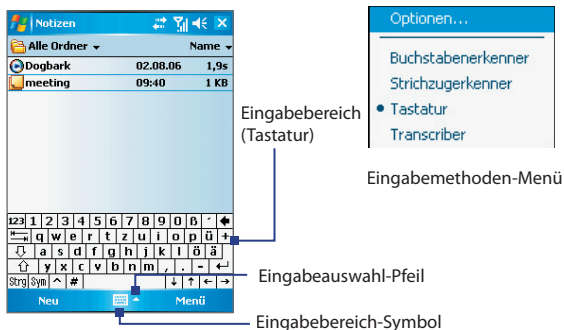 Notizen
Alle Ordner Name
Dogbark 02.08.06 1,9s
meeting 09:40 1 KB
123 1 2 3 4 5 6 7 8 9 0 ß ´
q w e r t z u i o p ü +
a s d f g h j k l ö ä
y x c v b n m , . -
Strg Sym ^ #
Neu Menü
Eingabebereich
(Tastatur)
Eingabeauswahl-Pfeil
Eingabebereich-Symbol
Optionen...
Buchstabenerkenner
Strichzugerkenner
Tastatur
Transcriber
Eingabemethoden-Menü